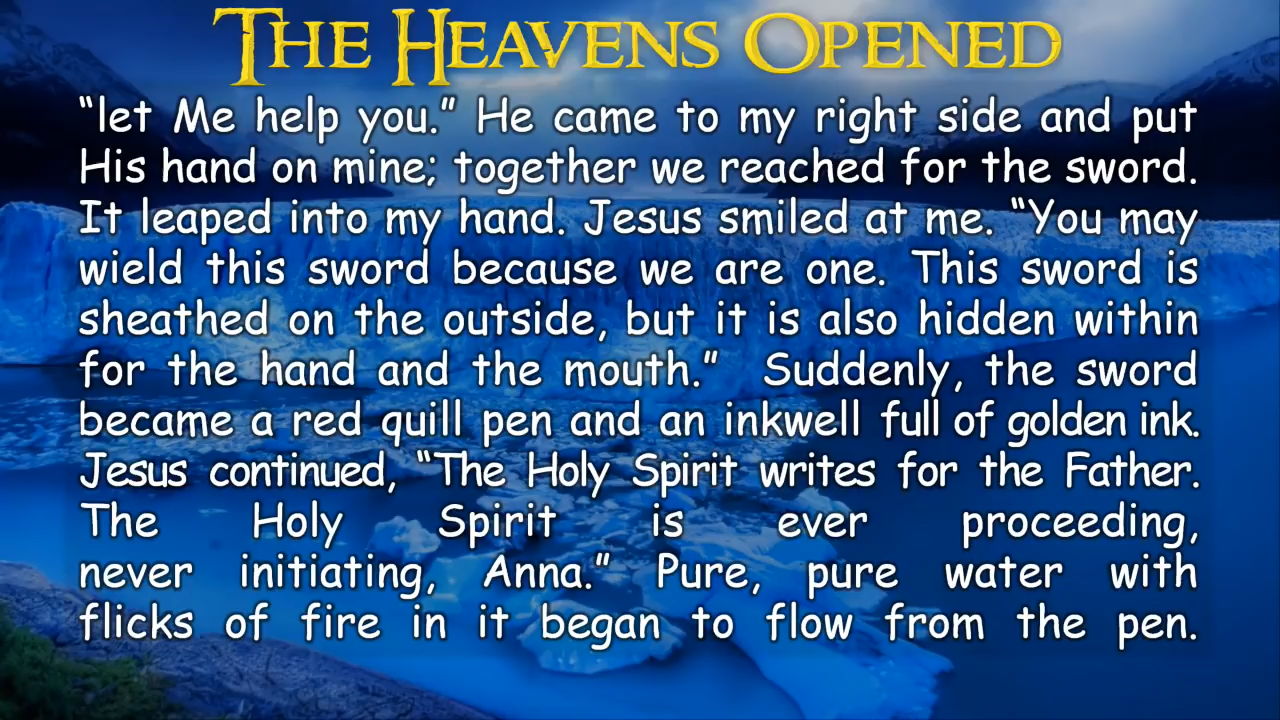 THE HEAVENS OPENED
“let Me help you.” He came to my right side and put
His hand on mine; together we reached for the sword.
It leaped into my hand. Jesus smiled at me. “You may
wield this sword because we are one. This sword is
sheathed on the outside, but it is also hidden within
for the hand and the mouth.” Suddenly, the sword
became a red quill pen and an inkwell full of golden ink.
Jesus continued, “The Holy Spirit writes for the Father.
The Holy Spirit is ever proceeding,
never initiating, Anna.” Pure, pure water with
flicks of fire in it began to flow from the pen.